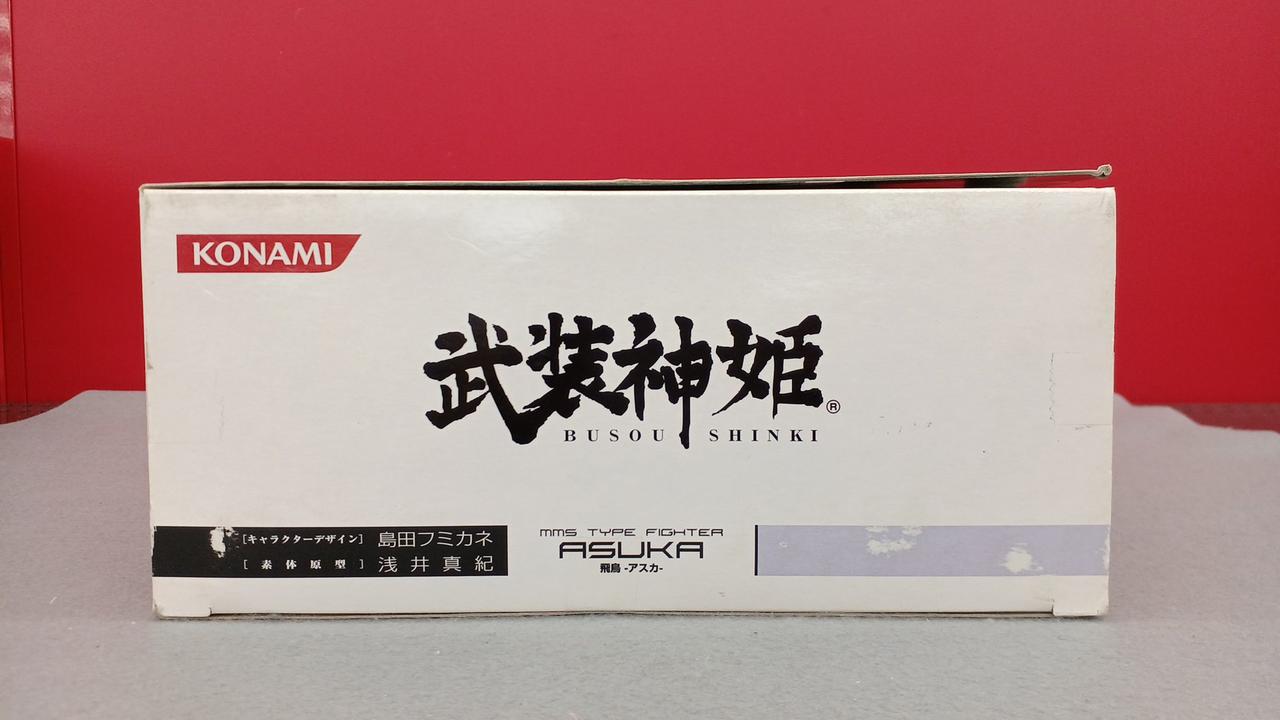 KONAMI
武装神姫®
BUSOU SHINKI
[キャラクターデザイン] 島田フミカネ
[素体原型] 浅井真紀
MMS TYPE FIGHTER
ASUKA
飛鳥 -アスカ-